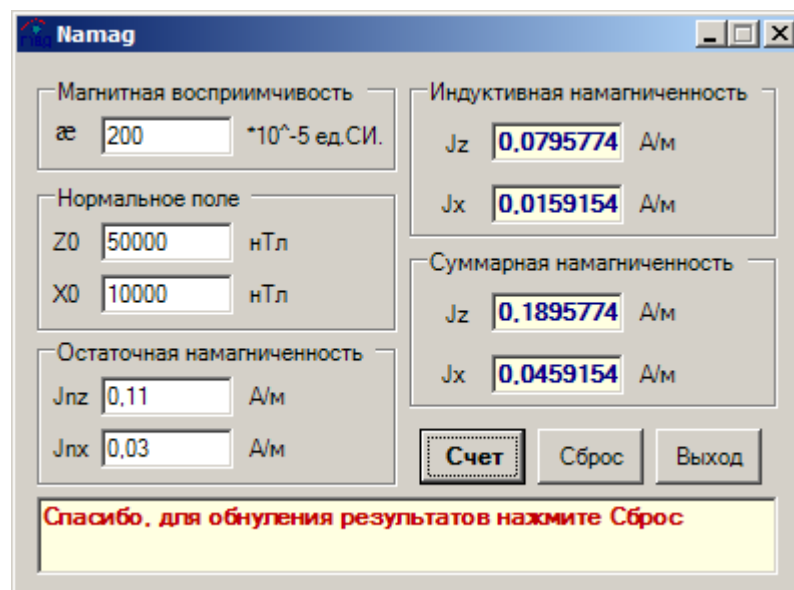 Namag
Магнитная восприимчивость
æ 200 *10^-5 ед.СИ.
Нормальное поле
Z0 50000 нТл
X0 10000 нТл
Остаточная намагниченность
Jnz 0,11 А/м
Jnx 0,03 А/м
Индуктивная намагниченность
Jz 0,0795774 А/м
Jx 0,0159154 А/м
Суммарная намагниченность
Jz 0,1895774 А/м
Jx 0,0459154 А/м
Счет Сброс Выход
Спасибо, для обнуления результатов нажмите Сброс